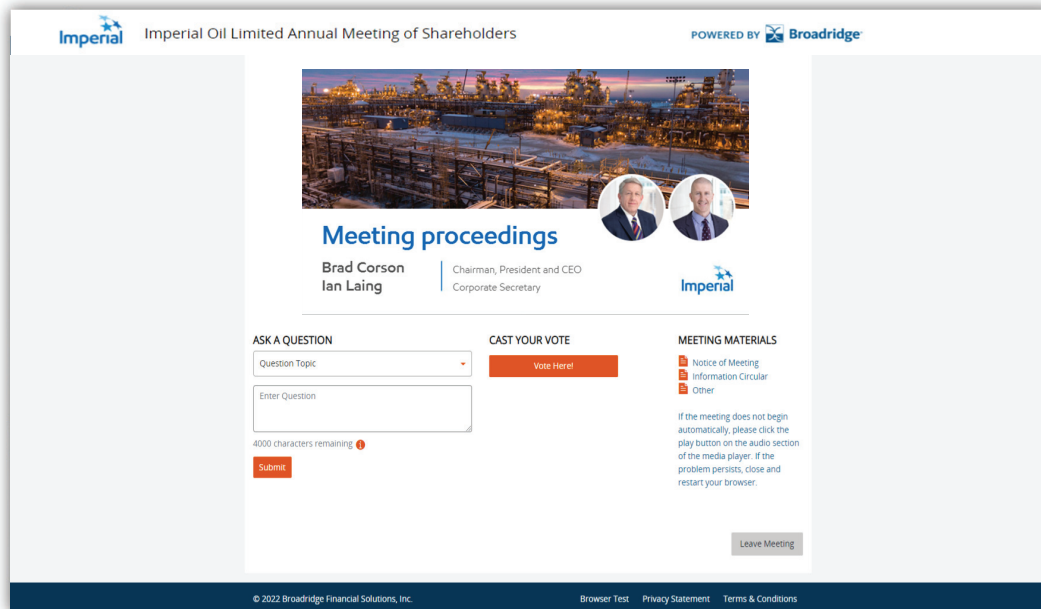 Imperial
Imperial Oil Limited Annual Meeting of Shareholders
POWERED BY Broadridge
Meeting proceedings
Brad Corson
Chairman, President and CEO
Ian Laing
Corporate Secretary
Imperial
ASK A QUESTION
Question Topic
Enter Question
4000 characters remaining
Submit
CAST YOUR VOTE
Vote Here!
MEETING MATERIALS
Notice of Meeting
Information Circular
Other
If the meeting does not begin
automatically, please click the
play button on the audio section
of the media player. If the
problem persists, close and
restart your browser.
Leave Meeting
© 2022 Broadridge Financial Solutions, Inc.
Browser Test Privacy Statement Terms & Conditions